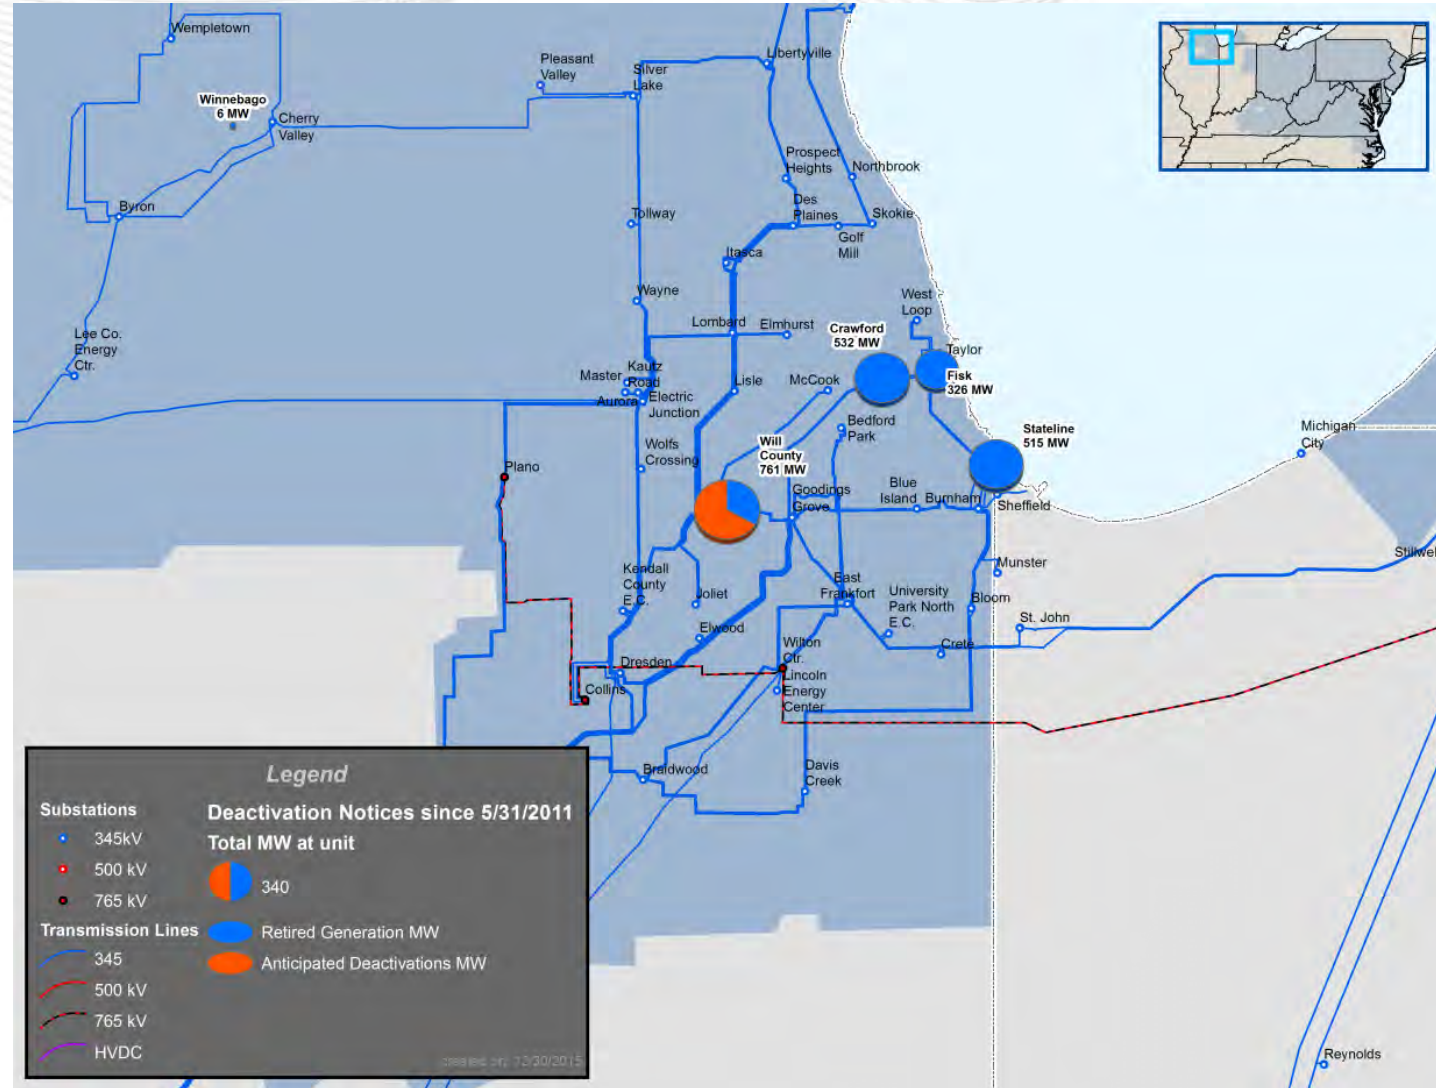 Wempletown
Winnebago
6 MW
Cherry
Valley
Byron
Lee Co.
Energy
Ctr.
Pleasant
Valley
Silver
Lake
Libertyville
Prospect
Heights
Northbrook
Des
Plaines
Skokie
Golf
Mill
Tollway
Itasca
Wayne
West
Loop
Lombard
Elmhurst
Crawford
532 MW
Taylor
Fisk
326 MW
Kautz
Road
Master
Aurora
Electric
Junction
Lisle
McCook
Bedford
Park
Stateline
515 MW
Michigan
City
Will
County
761 MW
Wolfs
Crossing
Plano
Goodings
Grove
Blue
Island
Burnham
Sheffield
Munster
Kendall
County
E.C.
Joliet
East
Frankfort
University
Park North
E.C.
Bloom
St. John
Elwood
Wilton
Ctr.
Crete
Dresden
Collins
Lincoln
Energy
Center
Braidwood
Davis
Creek
Reynolds
Legend
Substations
345kV
500 kV
765 kV
Transmission Lines
345
500 kV
765 kV
HVDC
Deactivation Notices since 5/31/2011
Total MW at unit
340
Retired Generation MW
Anticipated Deactivations MW